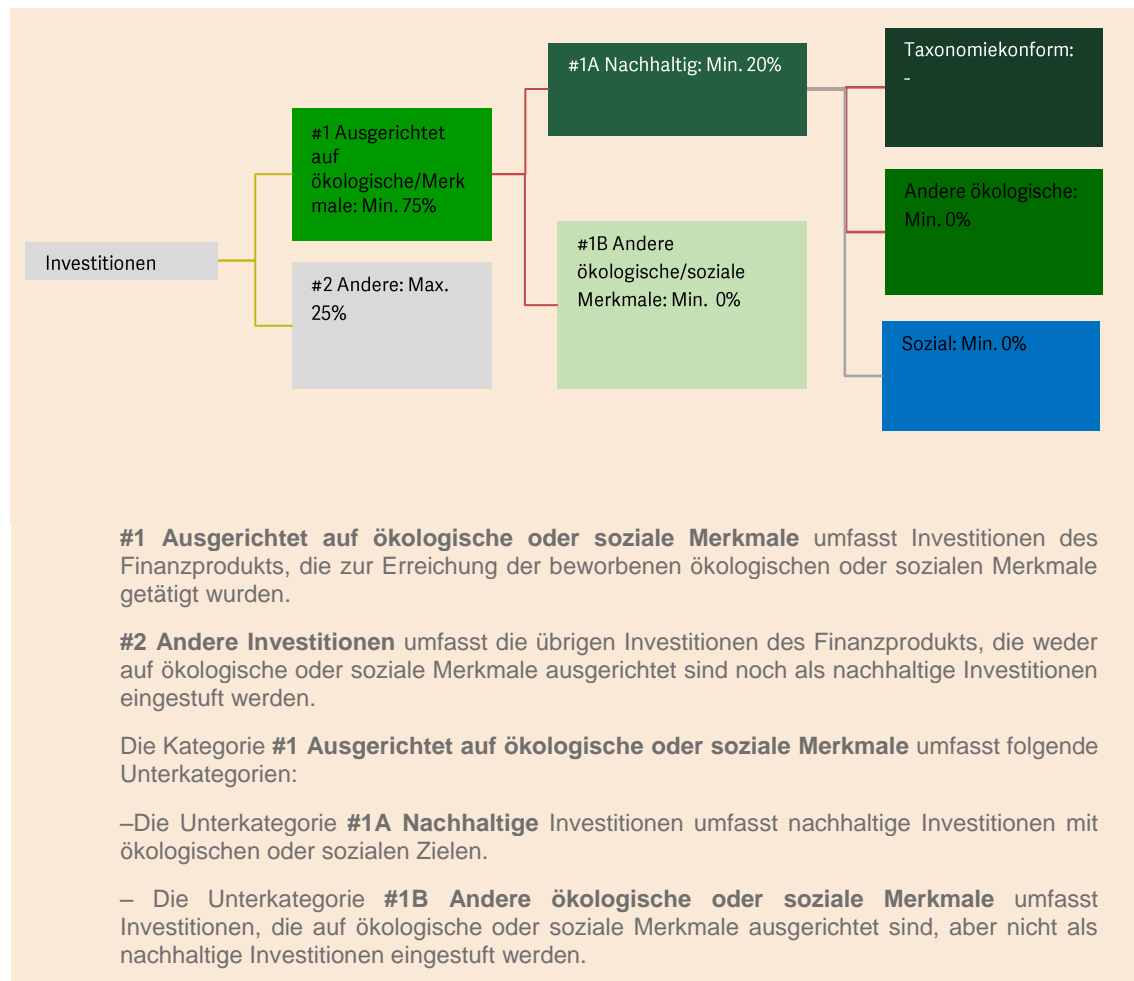 Investitionen
#1 Ausgerichtet
auf
ökologische/Merk
male: Min. 75%
#2 Andere: Max.
25%
#1A Nachhaltig: Min. 20%
#1B Andere
ökologische/soziale
Merkmale: Min. 0%
Taxonomiekonform:
-
Andere ökologische:
Min. 0%
Sozial: Min. 0%
#1 Ausgerichtet auf ökologische oder soziale Merkmale umfasst Investitionen des
Finanzprodukts, die zur Erreichung der beworbenen ökologischen oder sozialen Merkmale
getätigt wurden.
#2 Andere Investitionen umfasst die übrigen Investitionen des Finanzprodukts, die weder
auf ökologische oder soziale Merkmale ausgerichtet sind noch als nachhaltige Investitionen
eingestuft werden.
Die Kategorie #1 Ausgerichtet auf ökologische oder soziale Merkmale umfasst folgende
Unterkategorien:
–Die Unterkategorie #1A Nachhaltige Investitionen umfasst nachhaltige Investitionen mit
ökologischen oder sozialen Zielen.
– Die Unterkategorie #1B Andere ökologische oder soziale Merkmale umfasst
Investitionen, die auf ökologische oder soziale Merkmale ausgerichtet sind, aber nicht als
nachhaltige Investitionen eingestuft werden.